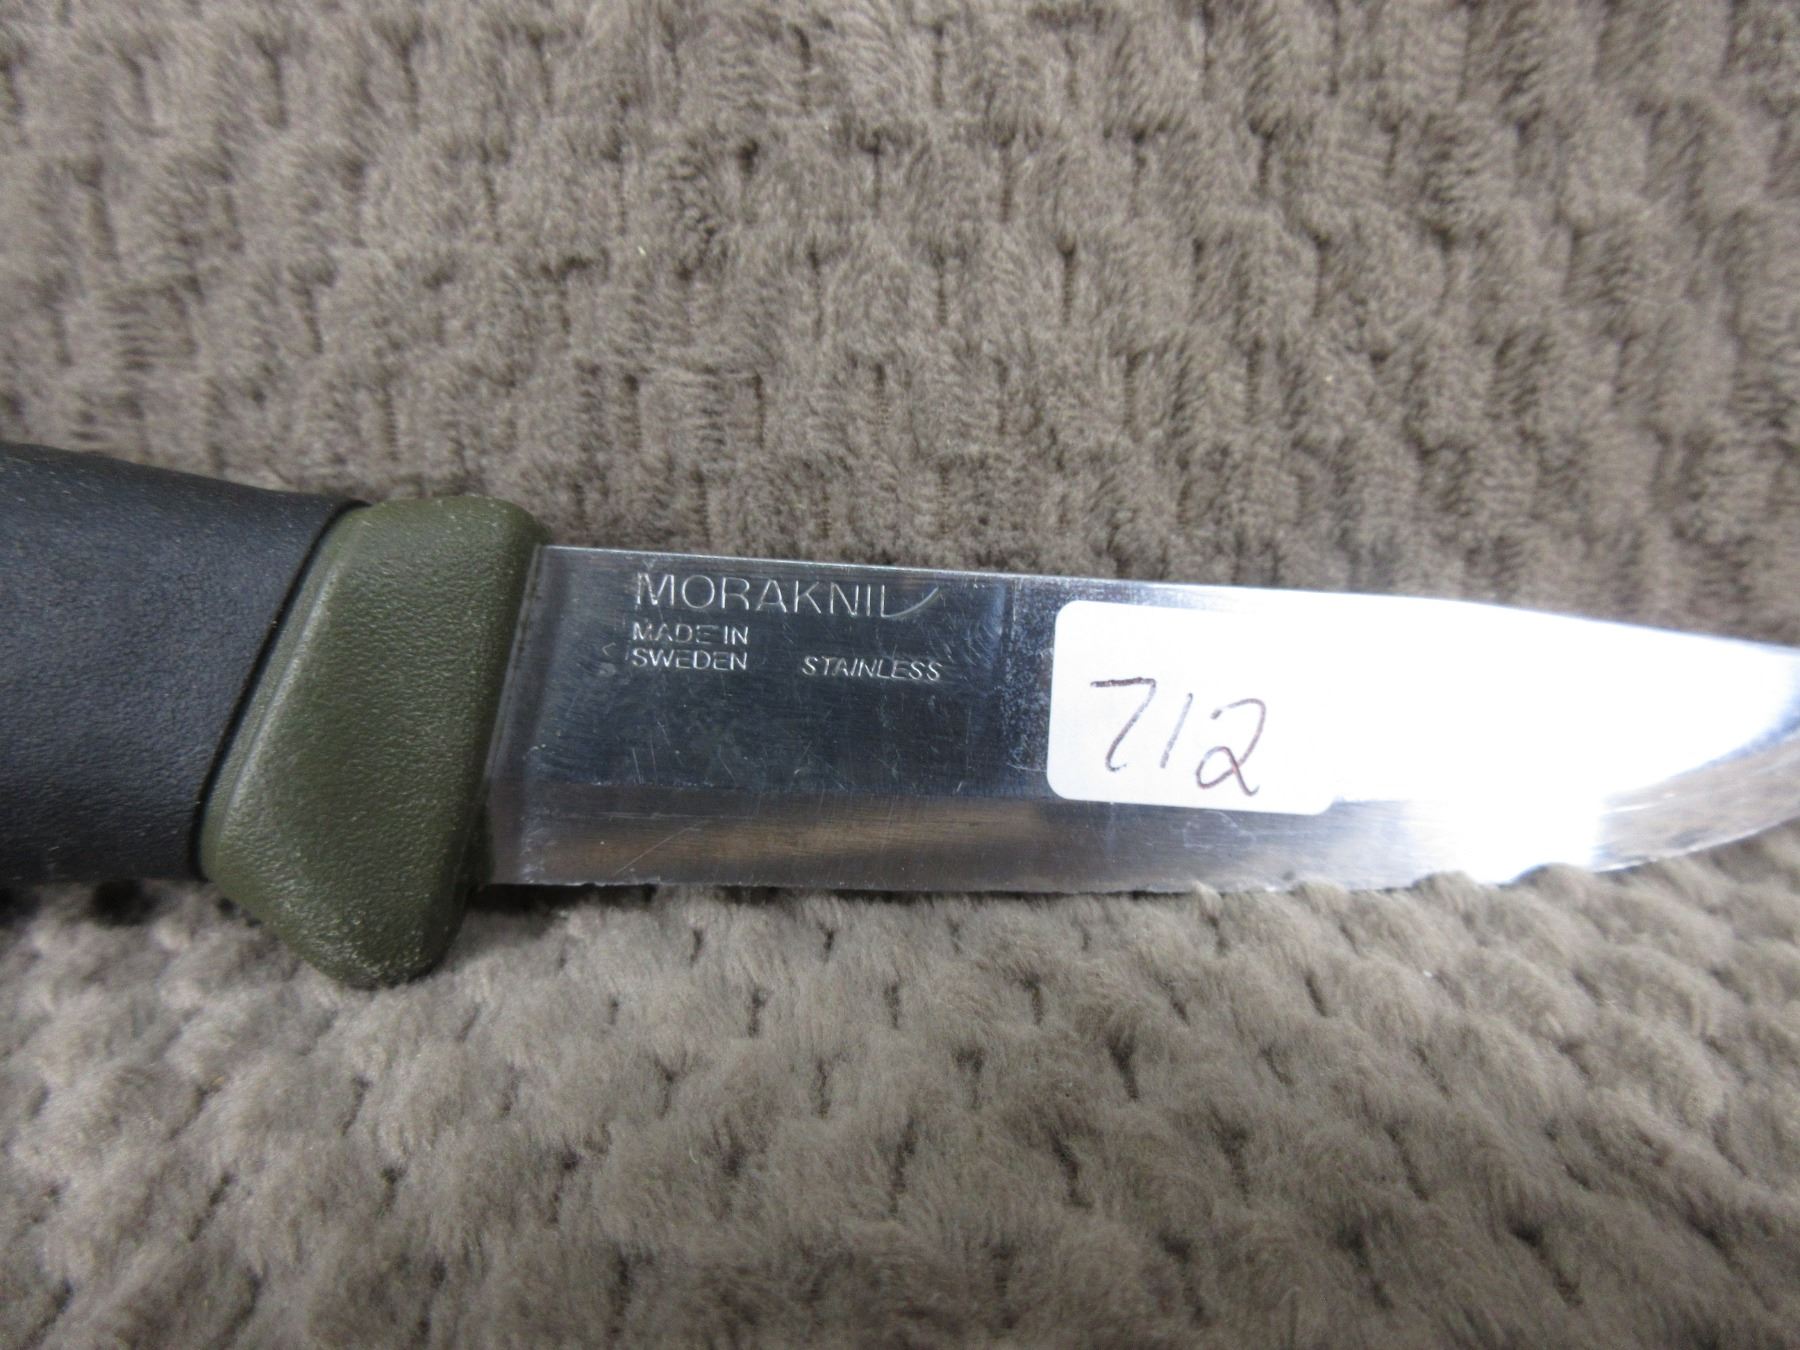 MORAKNIV
MADE IN
SWEDEN STAINLESS
712